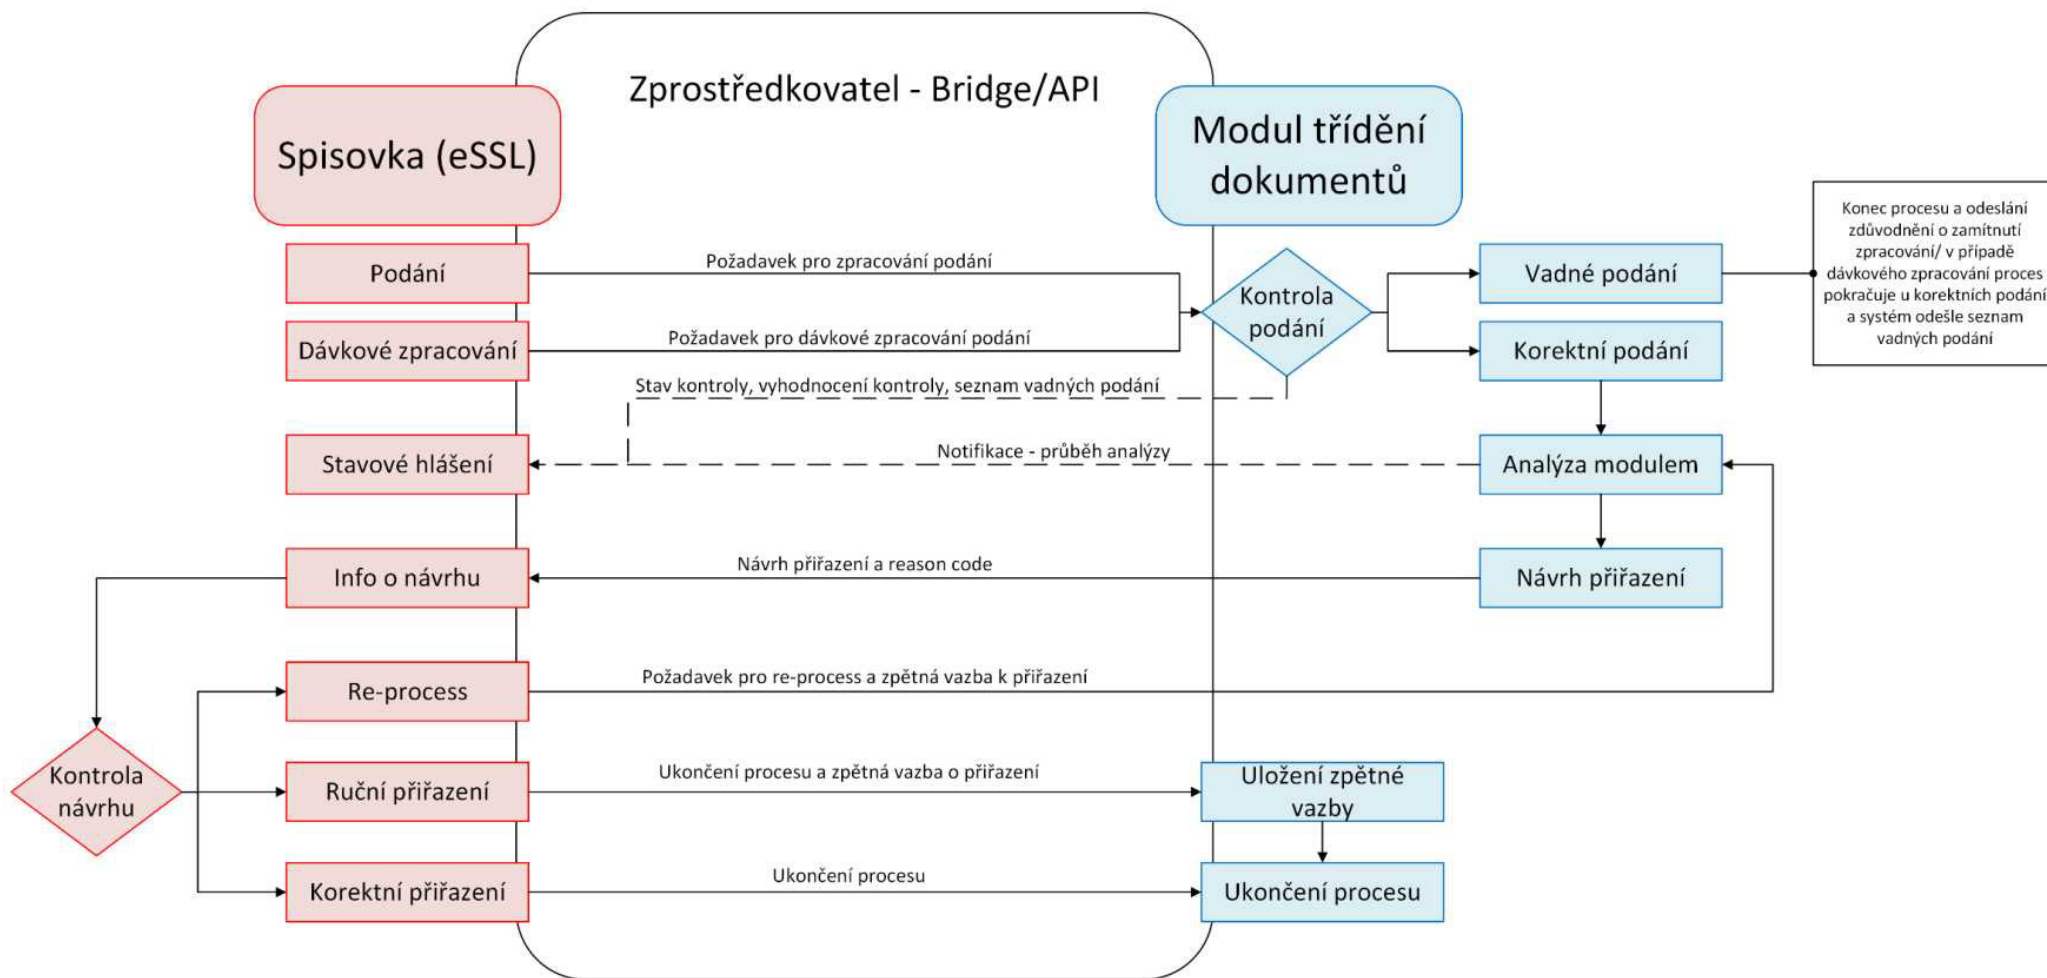 Zprostředkovatel - Bridge/API
Spisovka (eSSL)
Modul třídění
dokumentů
Podání
Požadavek pro zpracování podání
Kontrola
podání
Vadné podání
Konec procesu a odeslání
zdůvodnění o zamítnutí
zpracování/ v případě
dávkového zpracování proces
pokračuje u korektních podání
a systém odešle seznam
vadných podání
Dávkové zpracování
Požadavek pro dávkové zpracování podání
Korektní podání
Stav kontroly, vyhodnocení kontroly, seznam vadných podání
Stavové hlášení
Notifikace - průběh analýzy
Analýza modulem
Info o návrhu
Návrh přiřazení a reason code
Návrh přiřazení
Re-process
Požadavek pro re-process a zpětná vazba k přiřazení
Kontrola
návrhu
Ruční přiřazení
Ukončení procesu a zpětná vazba o přiřazení
Uložení zpětné
vazby
Korektní přiřazení
Ukončení procesu
Ukončení procesu